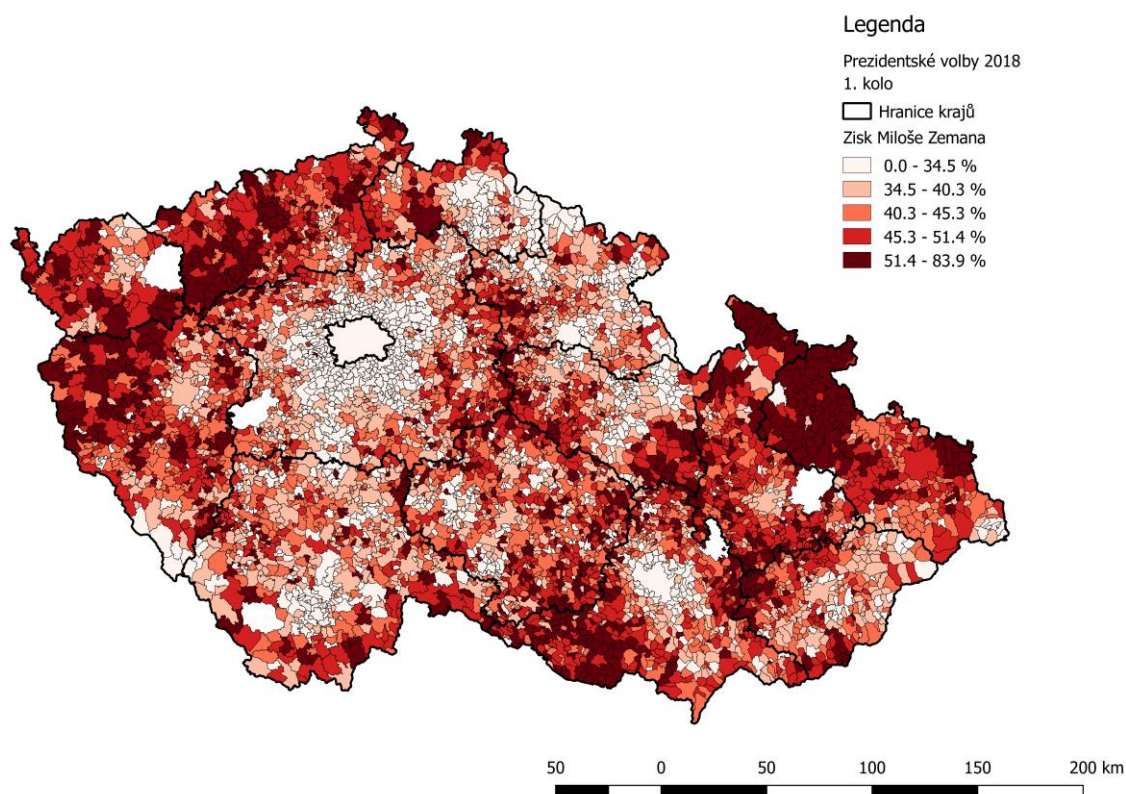 Legenda
Prezidentské volby 2018
1. kolo
Hranice krajů
Zisk Miloše Zemana
0.0 - 34.5 %
34.5 - 40.3 %
40.3 - 45.3 %
45.3 - 51.4 %
51.4 - 83.9 %
50 0 50 100 150 200 km